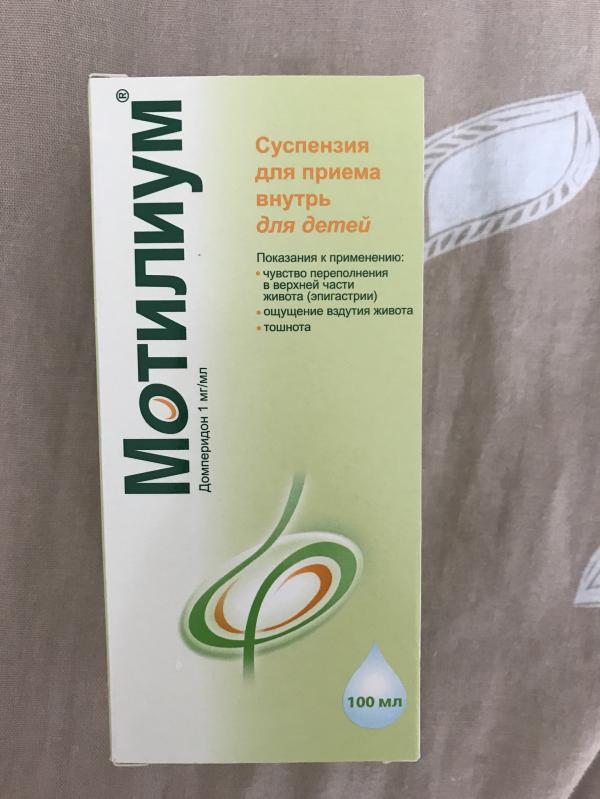 Мотилиум®
Домперидон 1 мг/мл
Суспензия
для приема
внутрь
для детей
Показания к применению:
• чувство переполнения
в верхней части
живота (эпигастрии)
• ощущение вздутия живота
• тошнота
100 мл